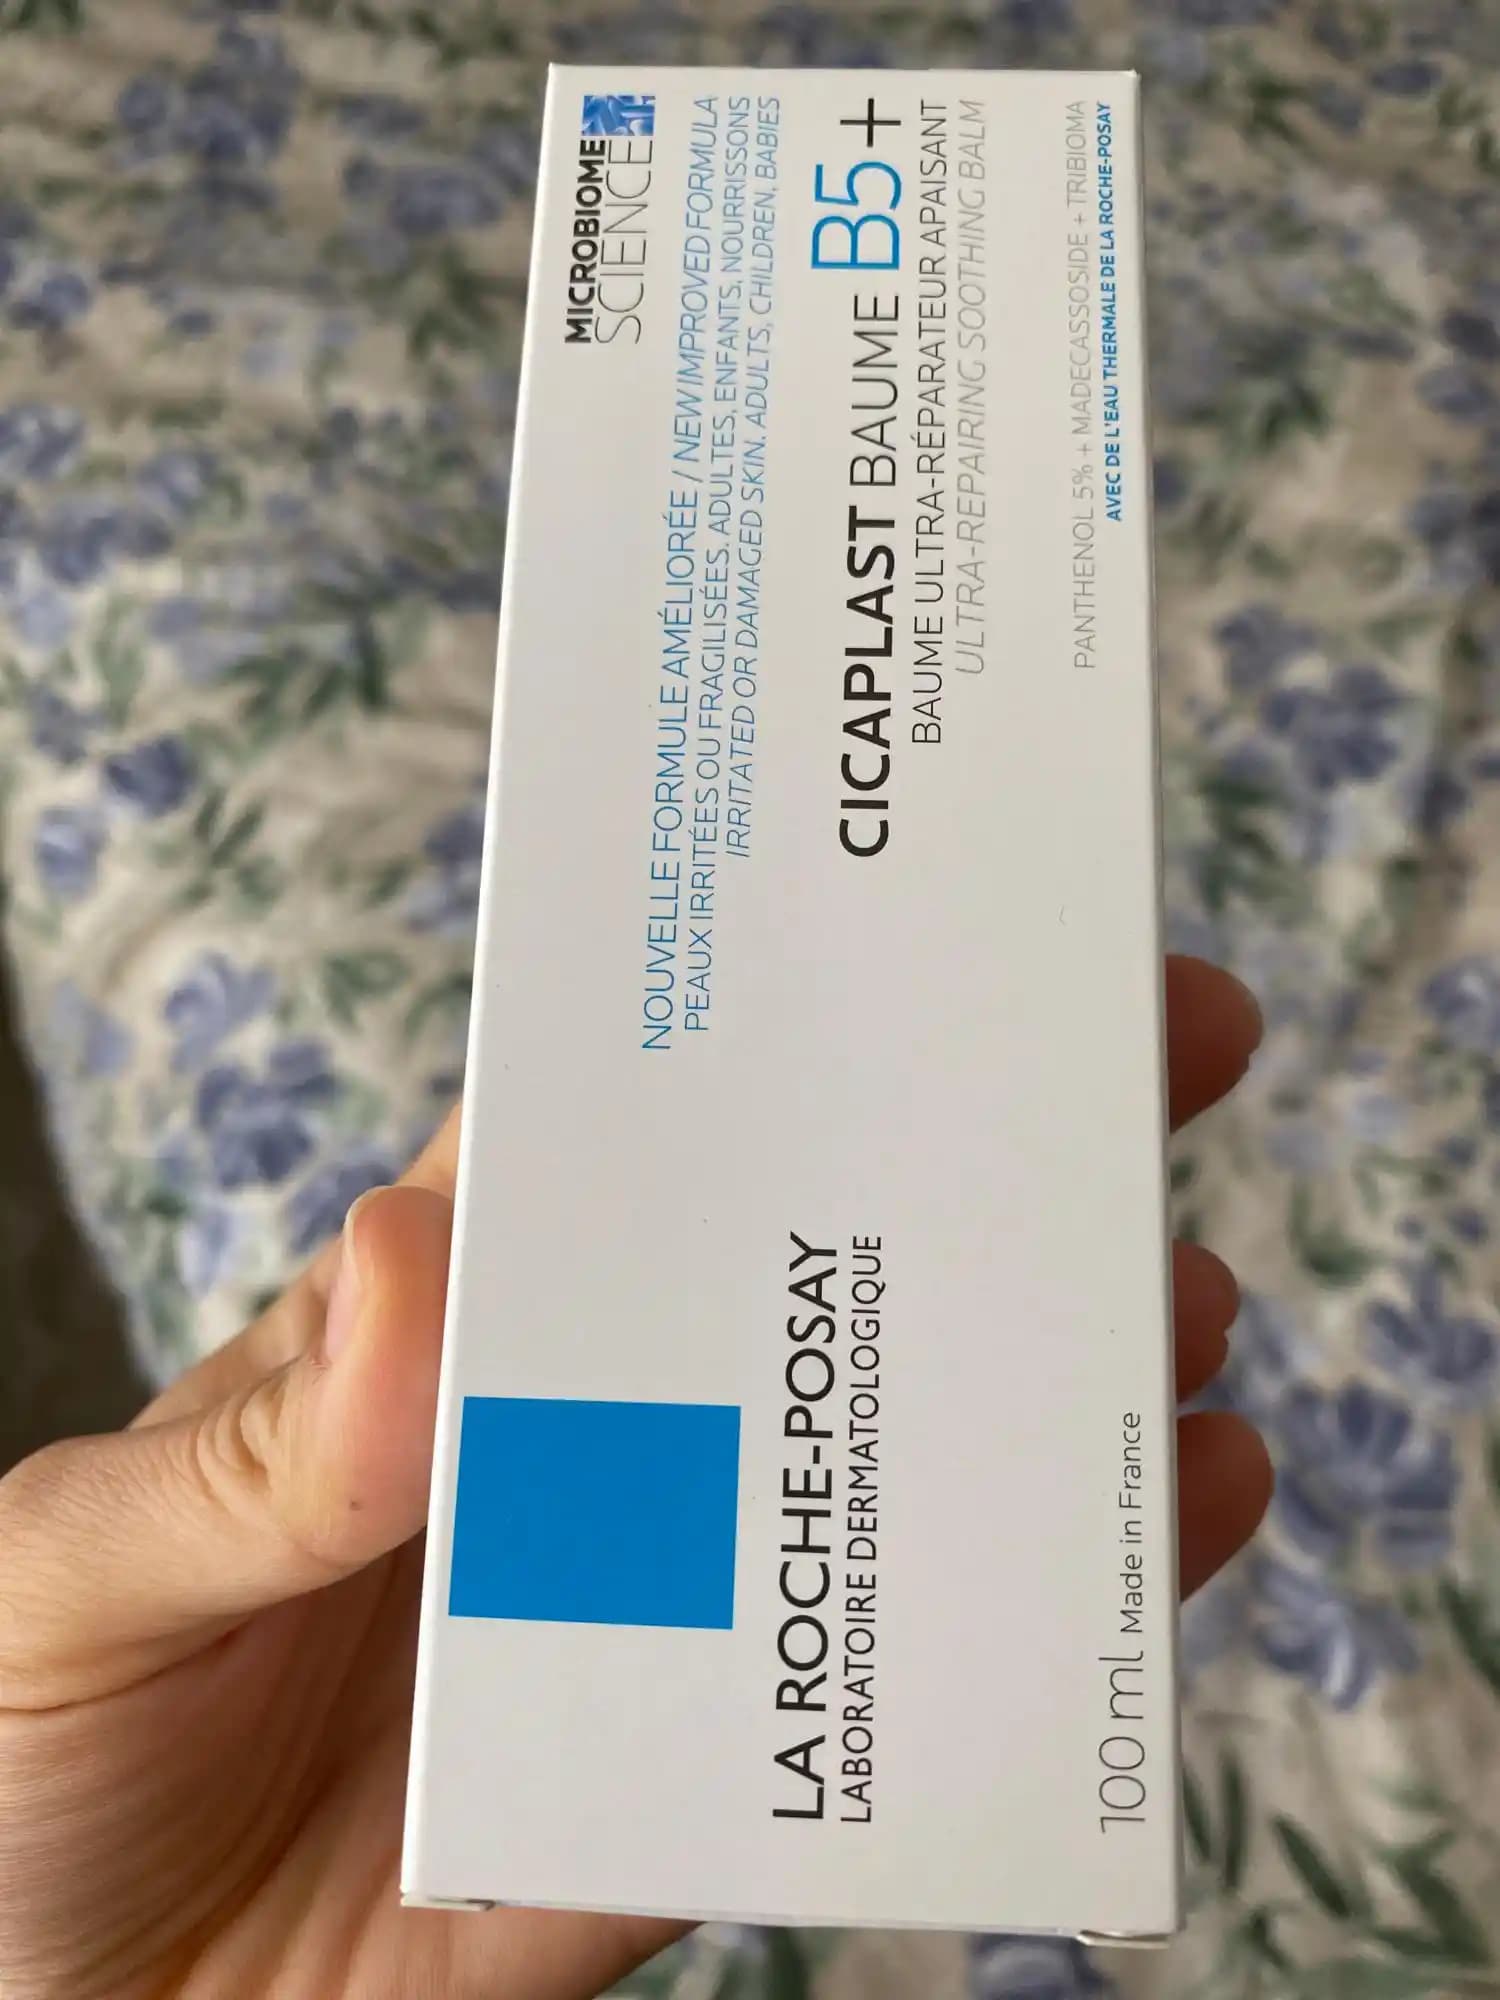 LA ROCHE-POSAY
LABORATOIRE DERMATOLOGIQUE
MICROBIOME
SCIENCE
NOUVELLE FORMULE AMÉLIORÉE / NEW IMPROVED FORMULA
PEAUX IRRITÉES OU FRAGILISÉES. ADULTES, ENFANTS, NOURRISSONS
IRRITATED OR DAMAGED SKIN. ADULTS, CHILDREN, BABIES
CICAPLAST BAUME B5+
BAUME ULTRA-RÉPARATEUR APAISANT
ULTRA-REPAIRING SOOTHING BALM
PANTHENOL 5% + MADECASSOSIDE + TRIBIOMA
AVEC DE L'EAU THERMALE DE LA ROCHE-POSAY
100 ml Made in France